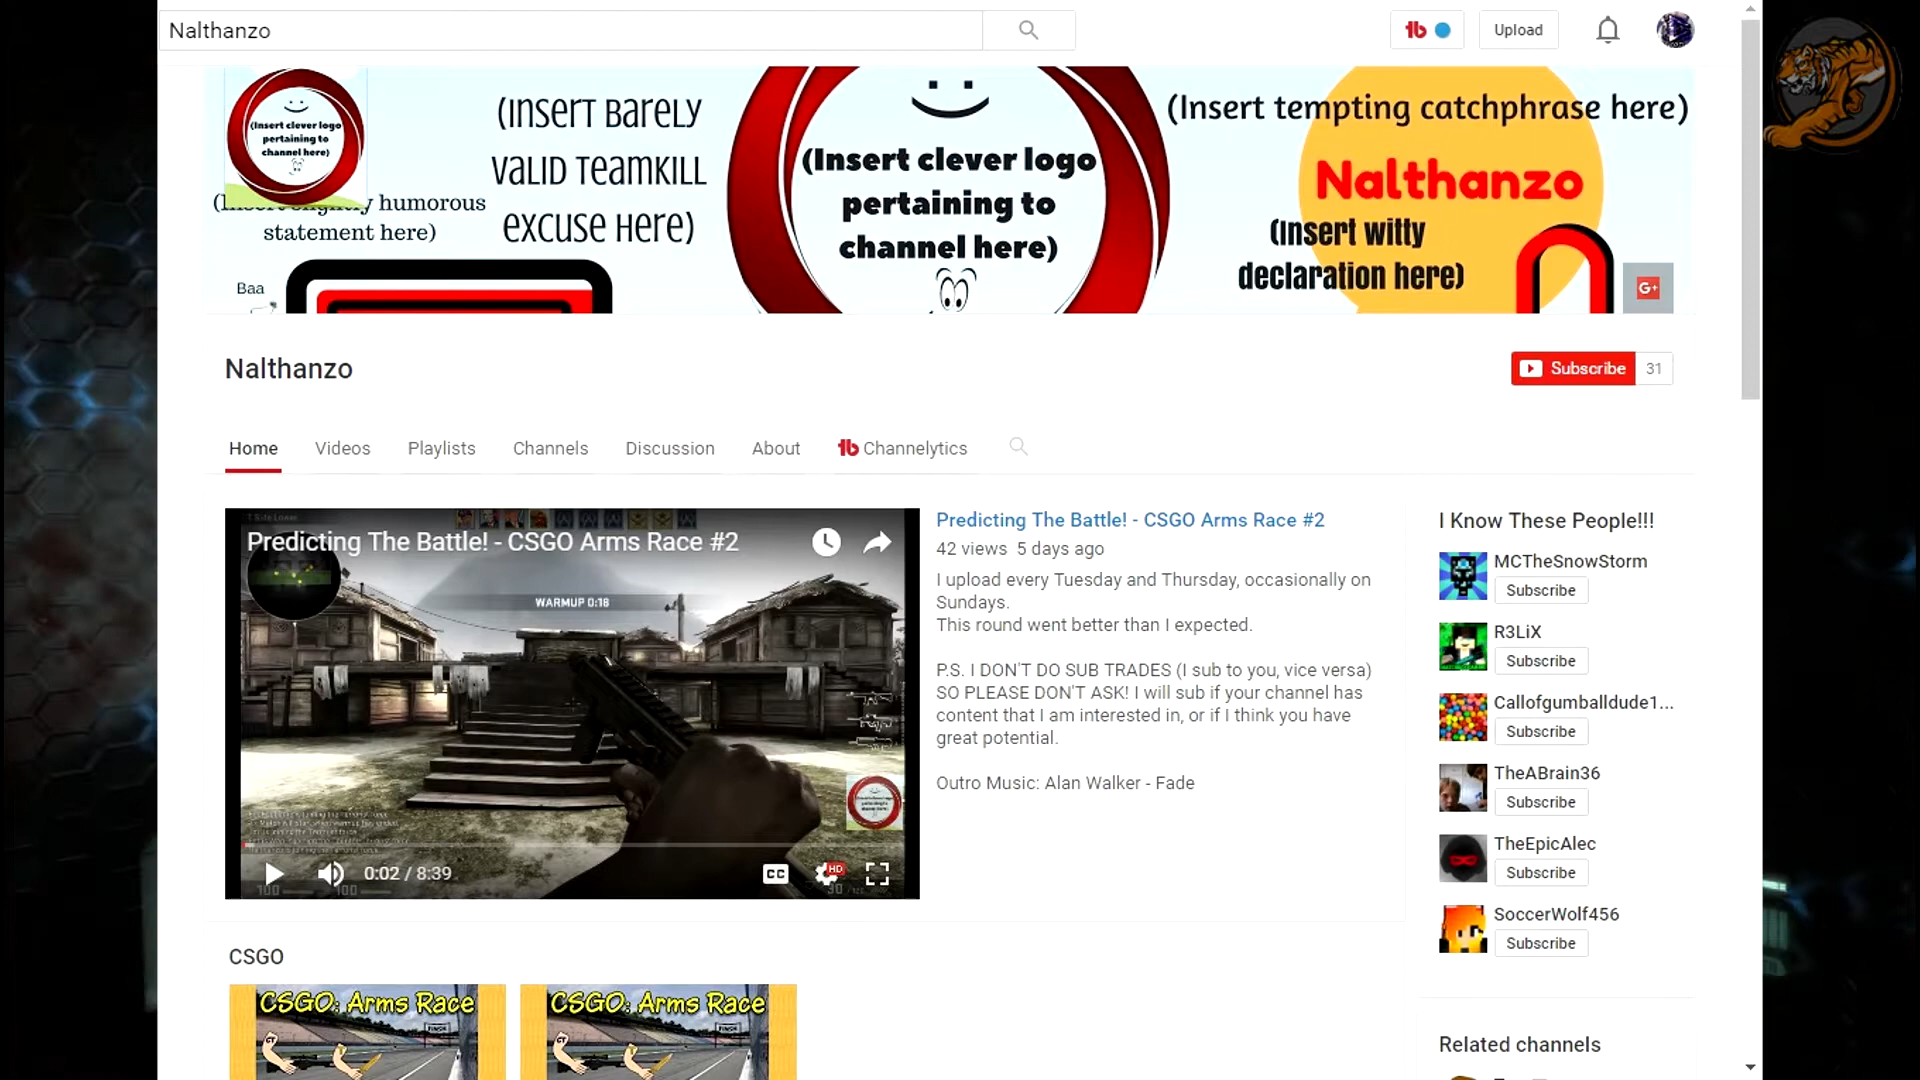 Nalthanzo
Upload
(Insert clever logo
pertaining to
channel here)
humorous
statement here)
(Insert barely
valid teamkill
excuse here)
Baa
(Insert clever logo
pertaining to
channel here)
(Insert tempting catchphrase here)
Nalthanzo
(Insert witty
declaration here)
G+
Nalthanzo
Subscribe 31
Home Videos Playlists Channels Discussion About Channelytics
Predicting The Battle! - CSGO Arms Race #2
WARMUP 0:18
0:02 / 8:39
CC
HD
Predicting The Battle! - CSGO Arms Race #2
42 views 5 days ago
I upload every Tuesday and Thursday, occasionally on
Sundays.
This round went better than I expected.
P.S. I DON'T DO SUB TRADES (I sub to you, vice versa)
SO PLEASE DON'T ASK! I will sub if your channel has
content that I am interested in, or if I think you have
great potential.
Outro Music: Alan Walker - Fade
I Know These People!!!
MCTheSnowStorm
Subscribe
R3LiX
Subscribe
Callofgumballdude1...
Subscribe
TheABrain36
Subscribe
TheEpicAlec
Subscribe
SoccerWolf456
Subscribe
CSGO
CSGO: Arms Race
FINISH
CSGO: Arms Race
FINISH
Related channels